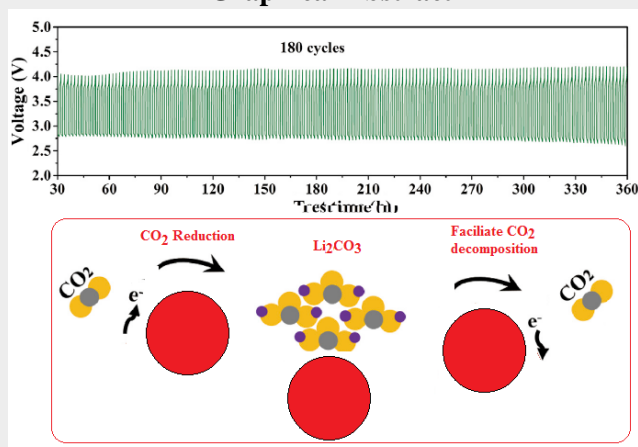 5.0
180 cycles
4.5
4.0
3.5
3.0
2.5
2.0
Voltage (V)
30 60 90 120 150 180 210 240 270 300 330 360
CO2 Reduction
Li2CO3
Faciliate CO2
decomposition
CO2
e-
CO2
e-